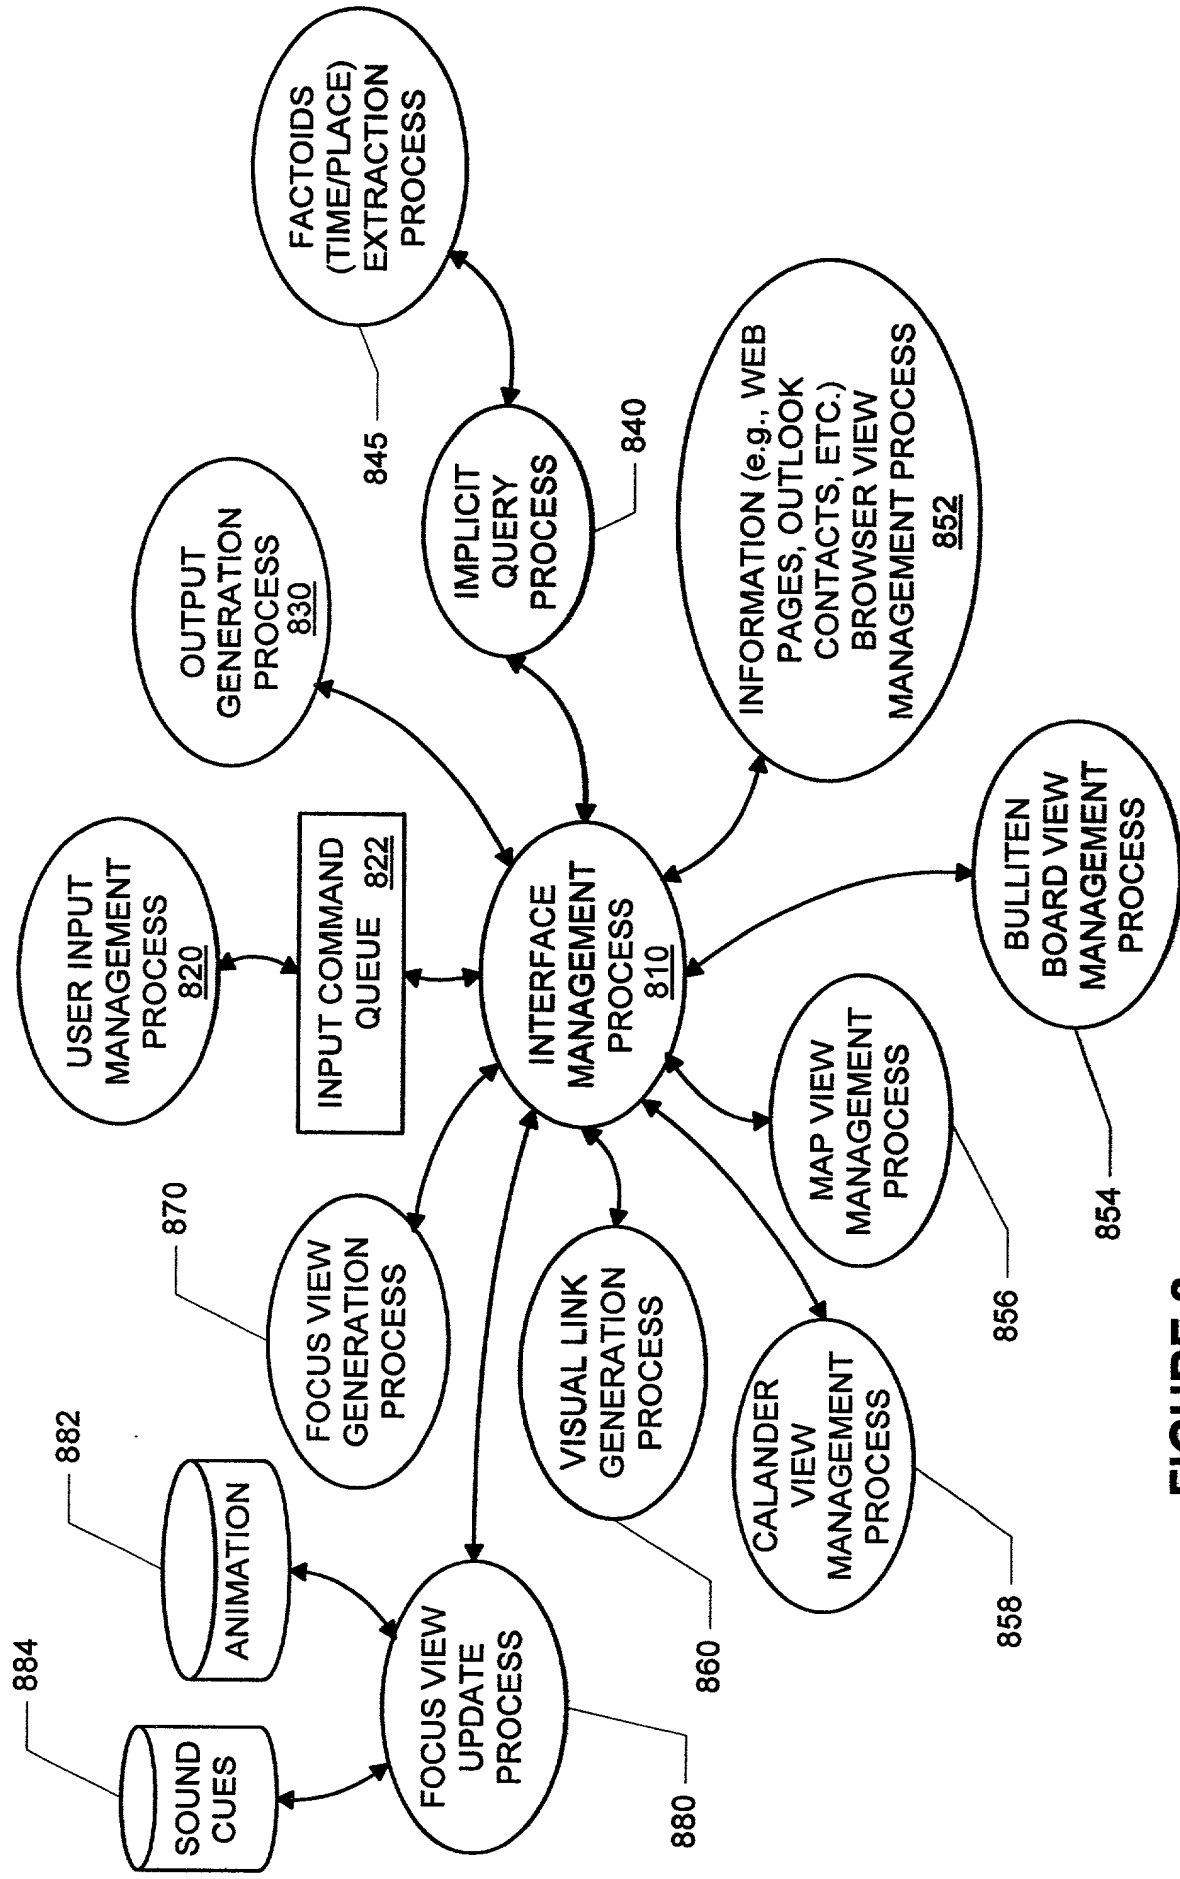 884
882
870
SOUND
CUES
ANIMATION
USER INPUT
MANAGEMENT
PROCESS
820
OUTPUT
GENERATION
PROCESS
830
845
FACTOIDS
(TIME/PLACE)
EXTRACTION
PROCESS
FOCUS VIEW
GENERATION
PROCESS
INPUT COMMAND
QUEUE 822
FOCUS VIEW
UPDATE
PROCESS
880
INTERFACE
MANAGEMENT
PROCESS
810
IMPLICIT
QUERY
PROCESS
840
VISUAL LINK
GENERATION
PROCESS
860
CALANDER
VIEW
MANAGEMENT
PROCESS
858
MAP VIEW
MANAGEMENT
PROCESS
856
INFORMATION (e.g., WEB
PAGES, OUTLOOK
CONTACTS, ETC.)
BROWSER VIEW
MANAGEMENT PROCESS
852
BULLITEN
BOARD VIEW
MANAGEMENT
PROCESS
854
FIGURE